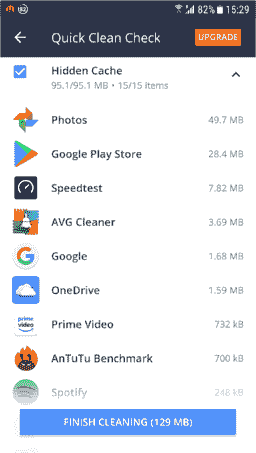 82% 15:29
Quick Clean Check UPGRADE
Hidden Cache
95.1/95.1 MB • 15/15 items
Photos 49.7 MB
Google Play Store 28.4 MB
Speedtest 7.82 MB
AVG Cleaner 3.69 MB
Google 1.68 MB
OneDrive 1.59 MB
prime video Prime Video 732 kB
AnTuTu Benchmark 700 kB
Spotify 248 kB
FINISH CLEANING (129 MB)